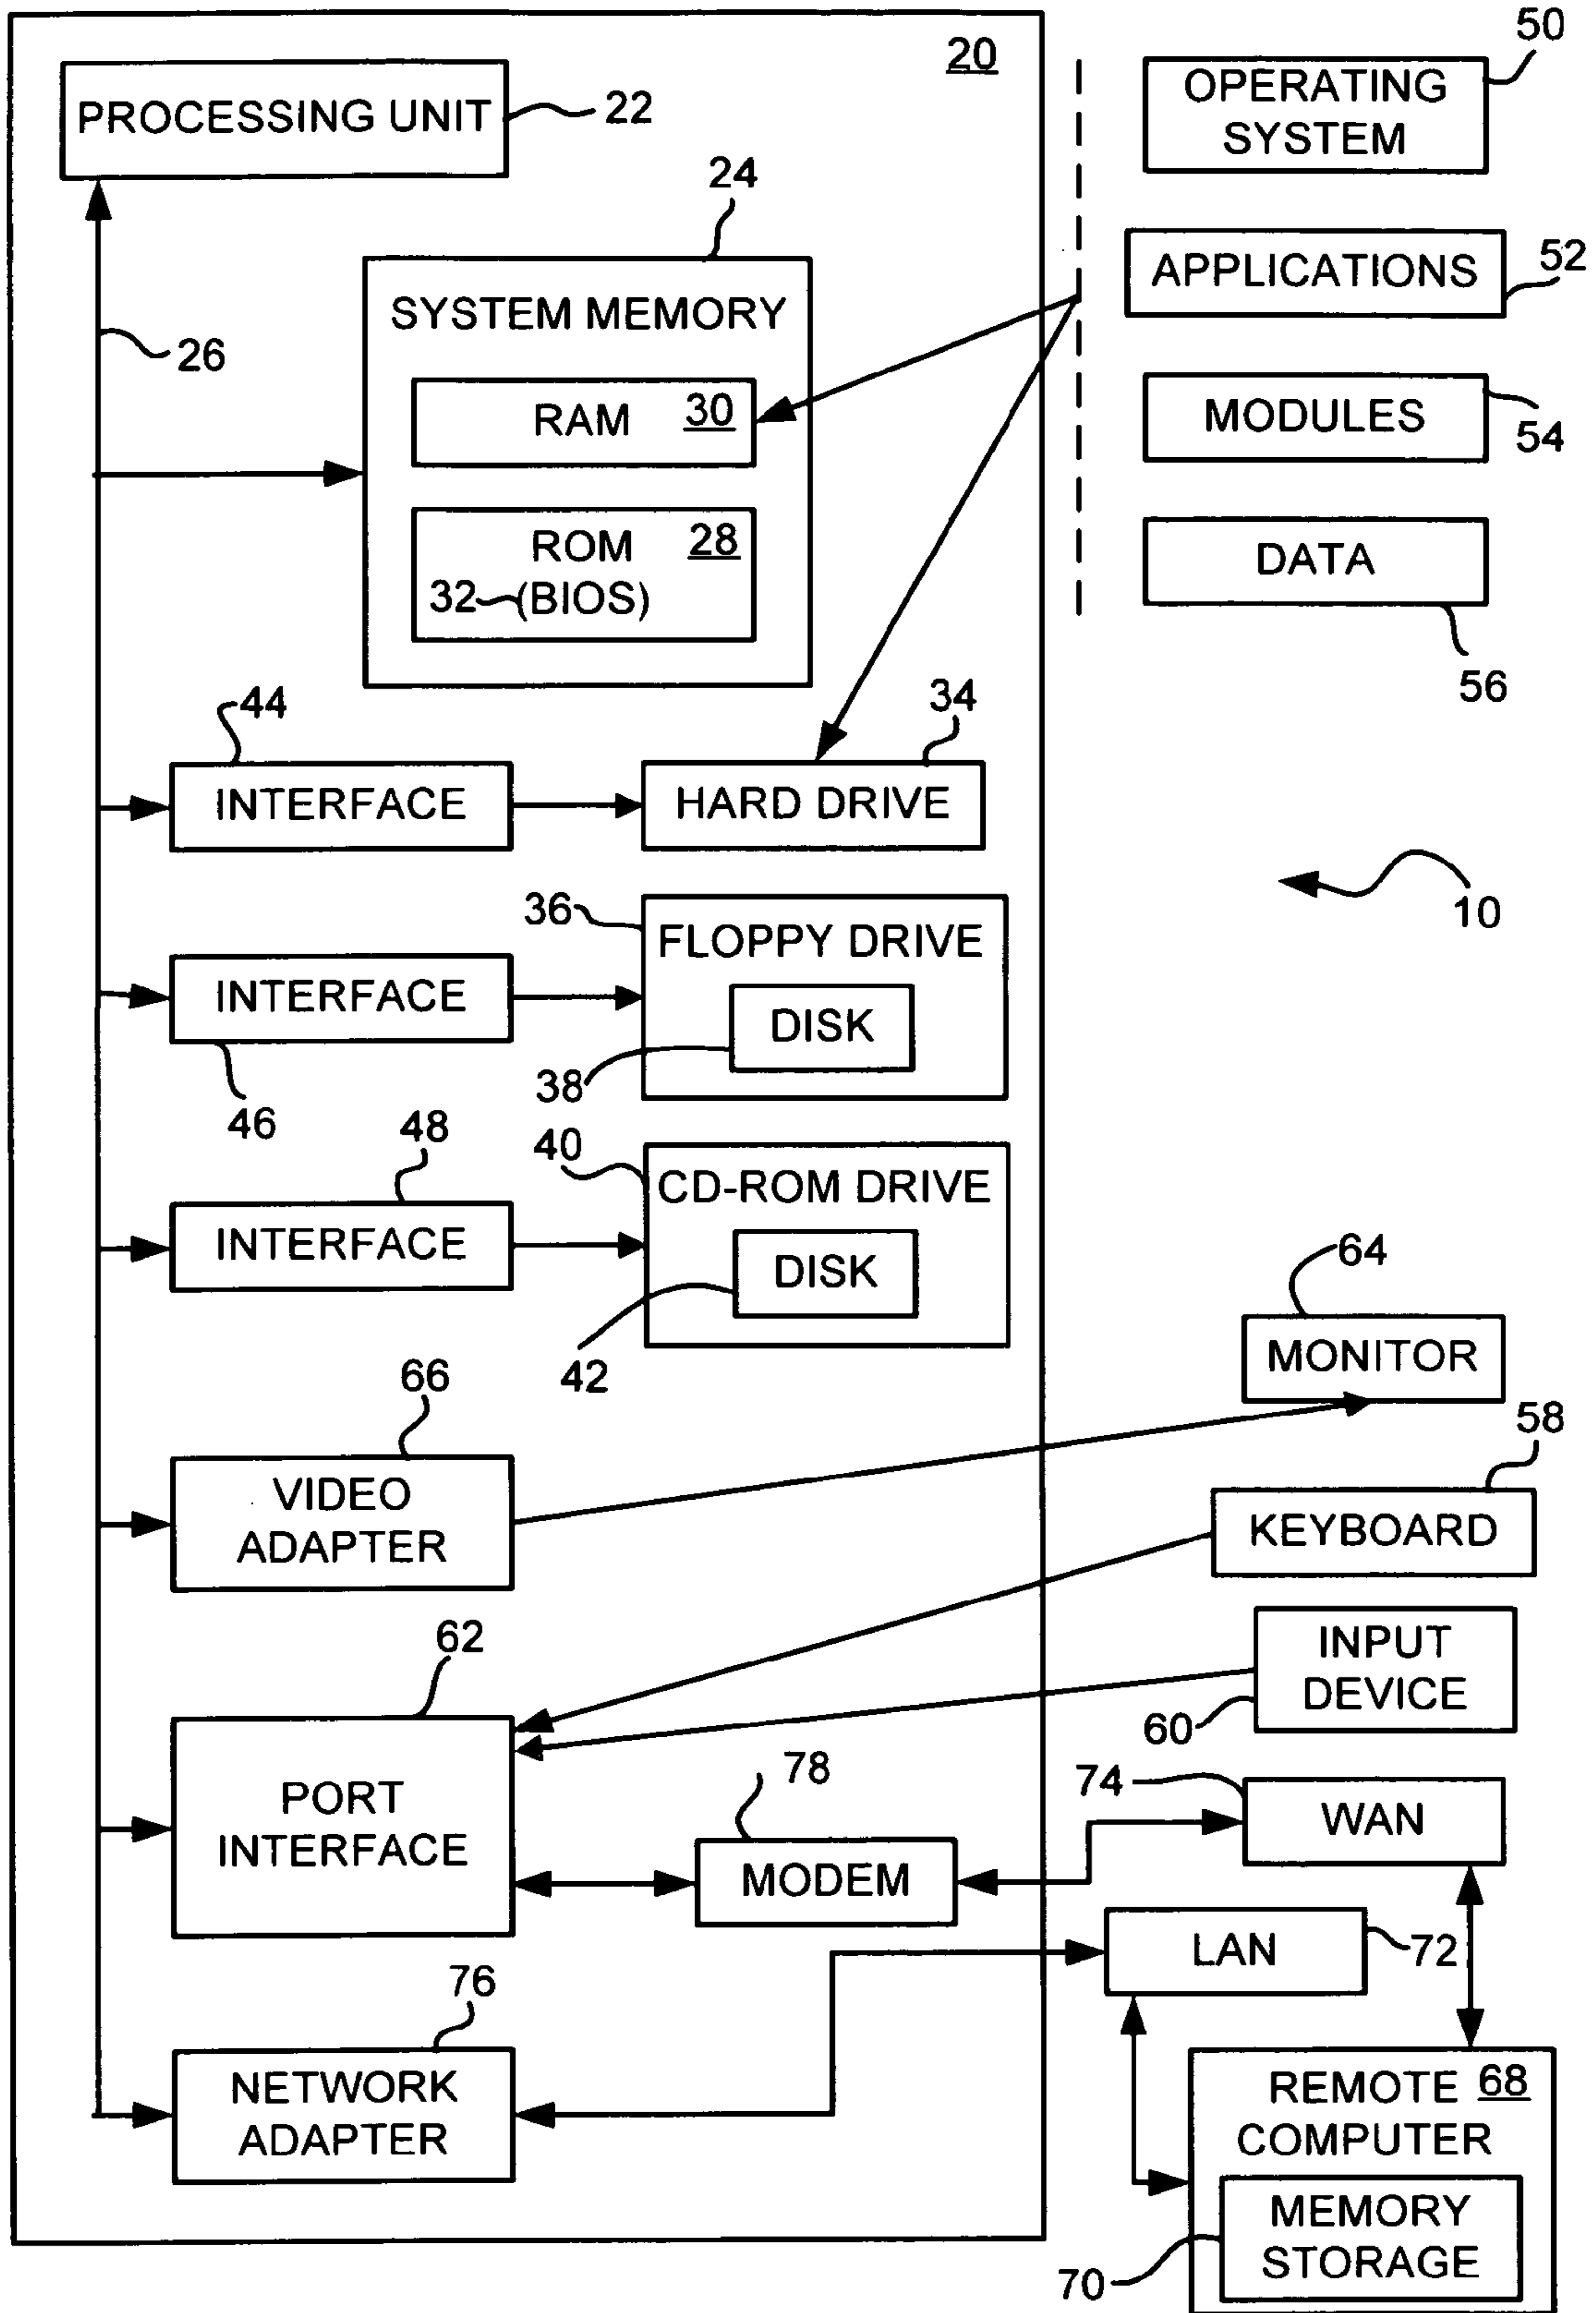 20
PROCESSING UNIT
22
24
SYSTEM MEMORY
26
RAM 30
ROM 28
32 (BIOS)
50
OPERATING
SYSTEM
52
APPLICATIONS
MODULES
54
DATA
56
44
34
INTERFACE
HARD DRIVE
10
36
FLOPPY DRIVE
INTERFACE
DISK
38
46
48
40
CD-ROM DRIVE
INTERFACE
DISK
42
64
MONITOR
66
VIDEO
ADAPTER
58
KEYBOARD
INPUT
DEVICE
60
62
PORT
INTERFACE
78
MODEM
74
WAN
LAN
72
76
NETWORK
ADAPTER
REMOTE 68
COMPUTER
MEMORY
STORAGE
70